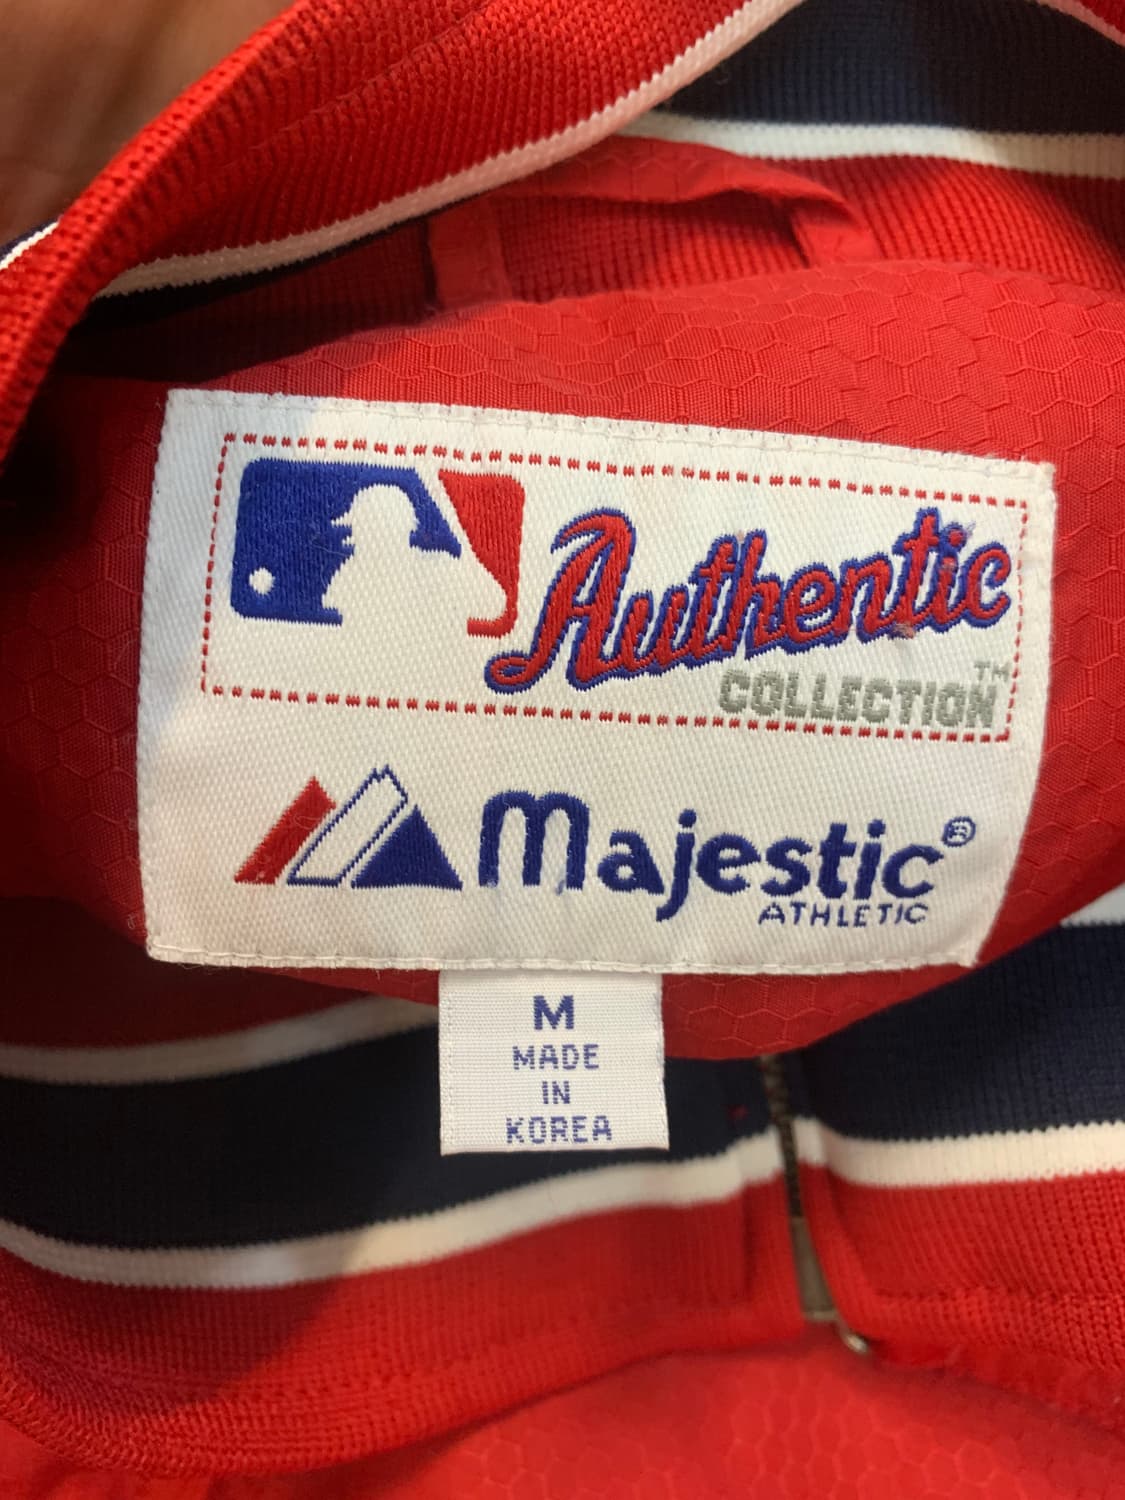 Authentic
COLLECTION™
Majestic®
ATHLETIC
M
MADE
IN
KOREA